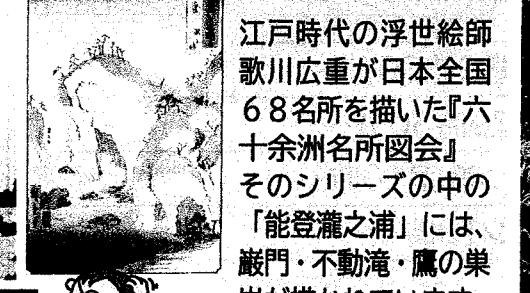 江戸時代の浮世絵師
歌川広重が日本全国
６８名所を描いた『六
十余洲名所図会』
そのシリーズの中の
「能登瀧之浦」には、
巌門・不動滝・鷹の巣